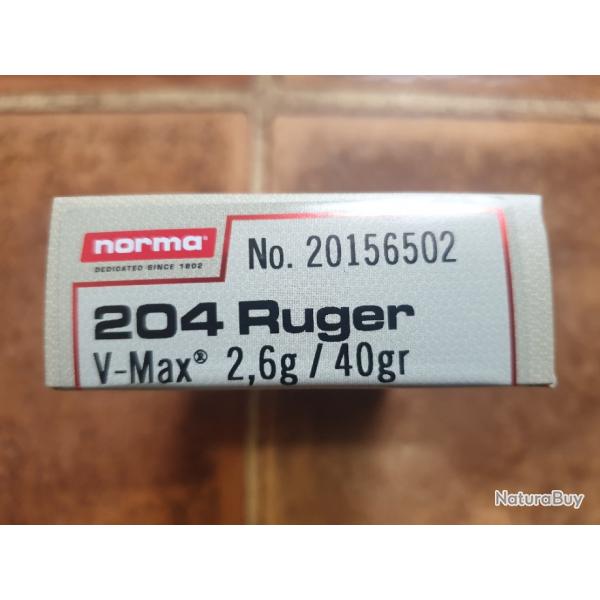 norma®
DEDICATED SINCE 1902
No. 20156502
204 Ruger
V-Max® 2,6g / 40gr
NaturaBuy